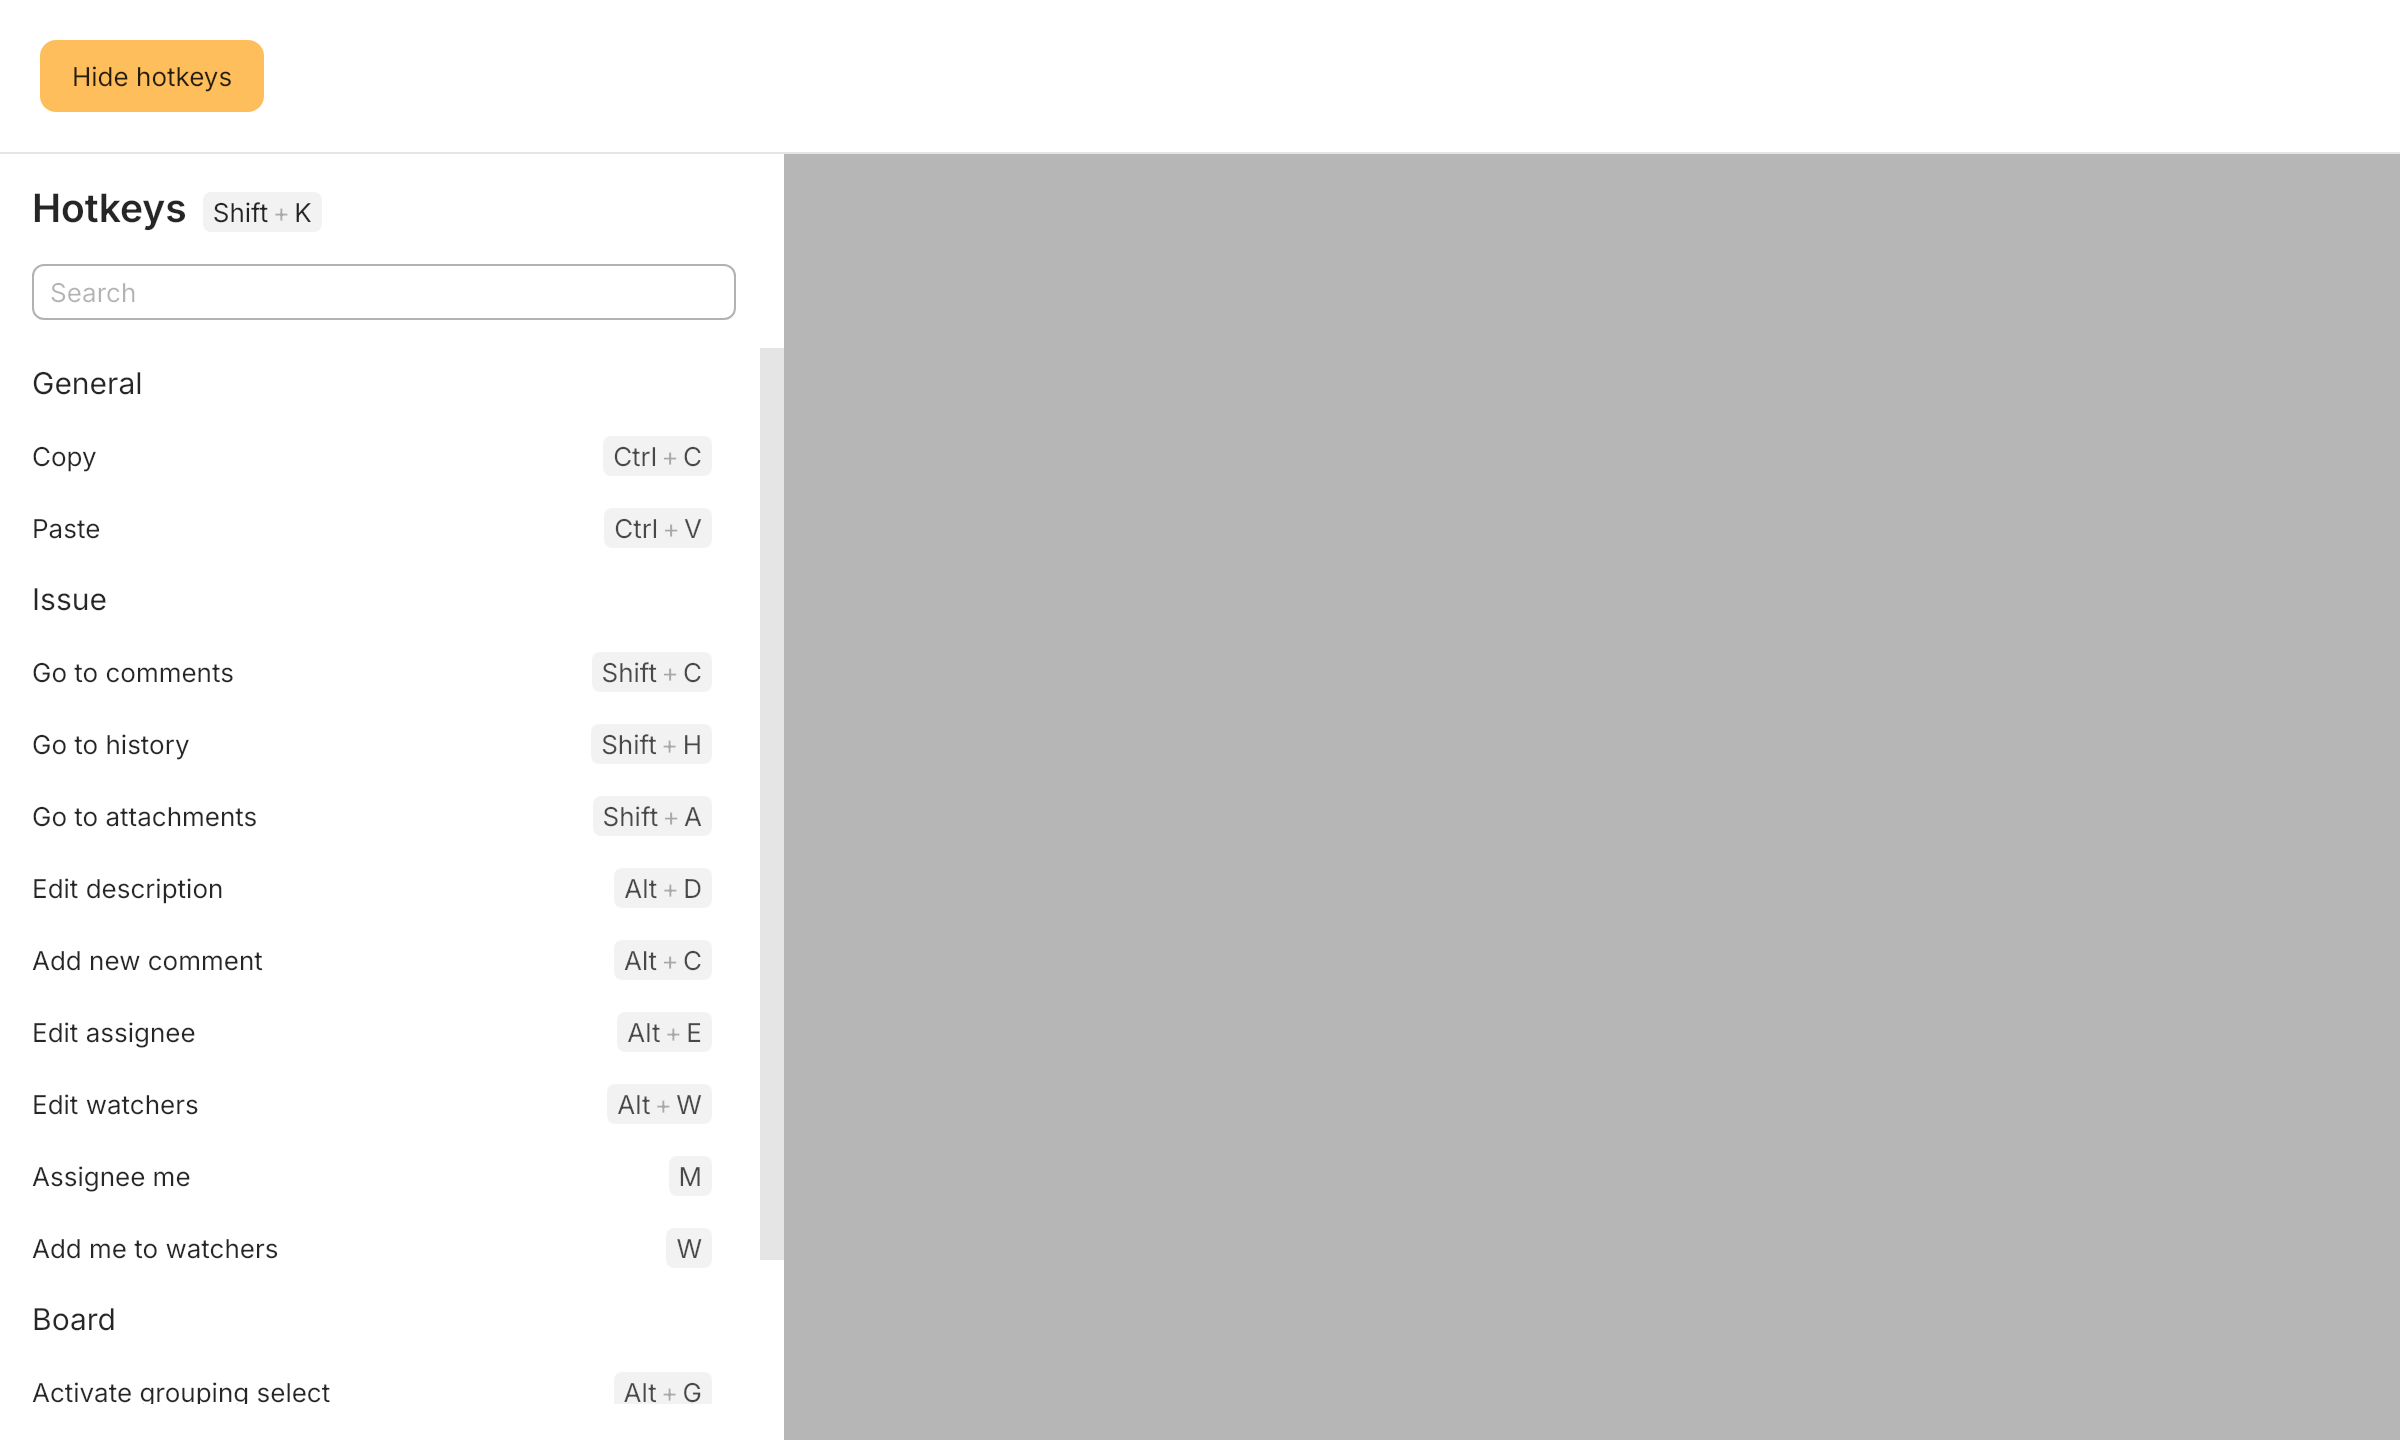 Hide hotkeys
Hotkeys Shift + K
Search
General
Copy Ctrl + C
Paste Ctrl + V
Issue
Go to comments Shift + C
Go to history Shift + H
Go to attachments Shift + A
Edit description Alt + D
Add new comment Alt + C
Edit assignee Alt + E
Edit watchers Alt + W
Assignee me M
Add me to watchers W
Board
Activate grouping select Alt + G